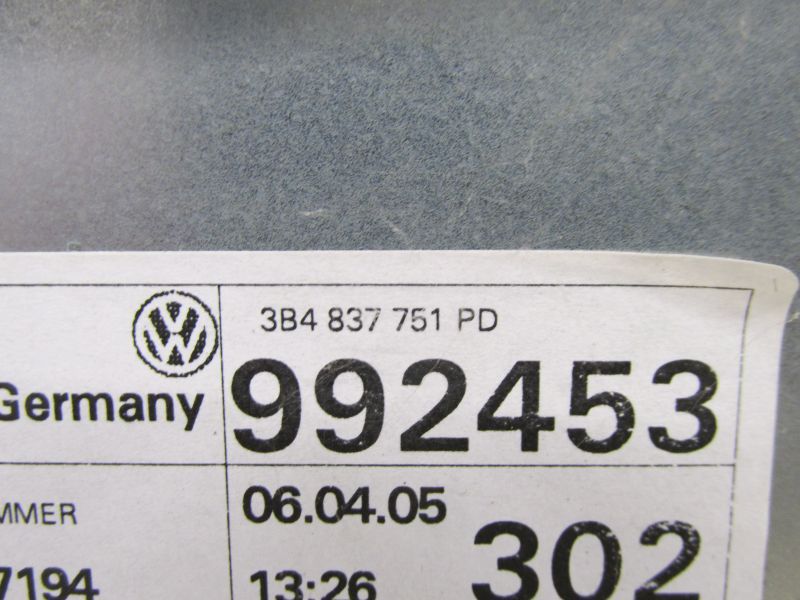 3B4 837 751 PD
Germany 992453
06.04.05
MMER 302
7194 13:26